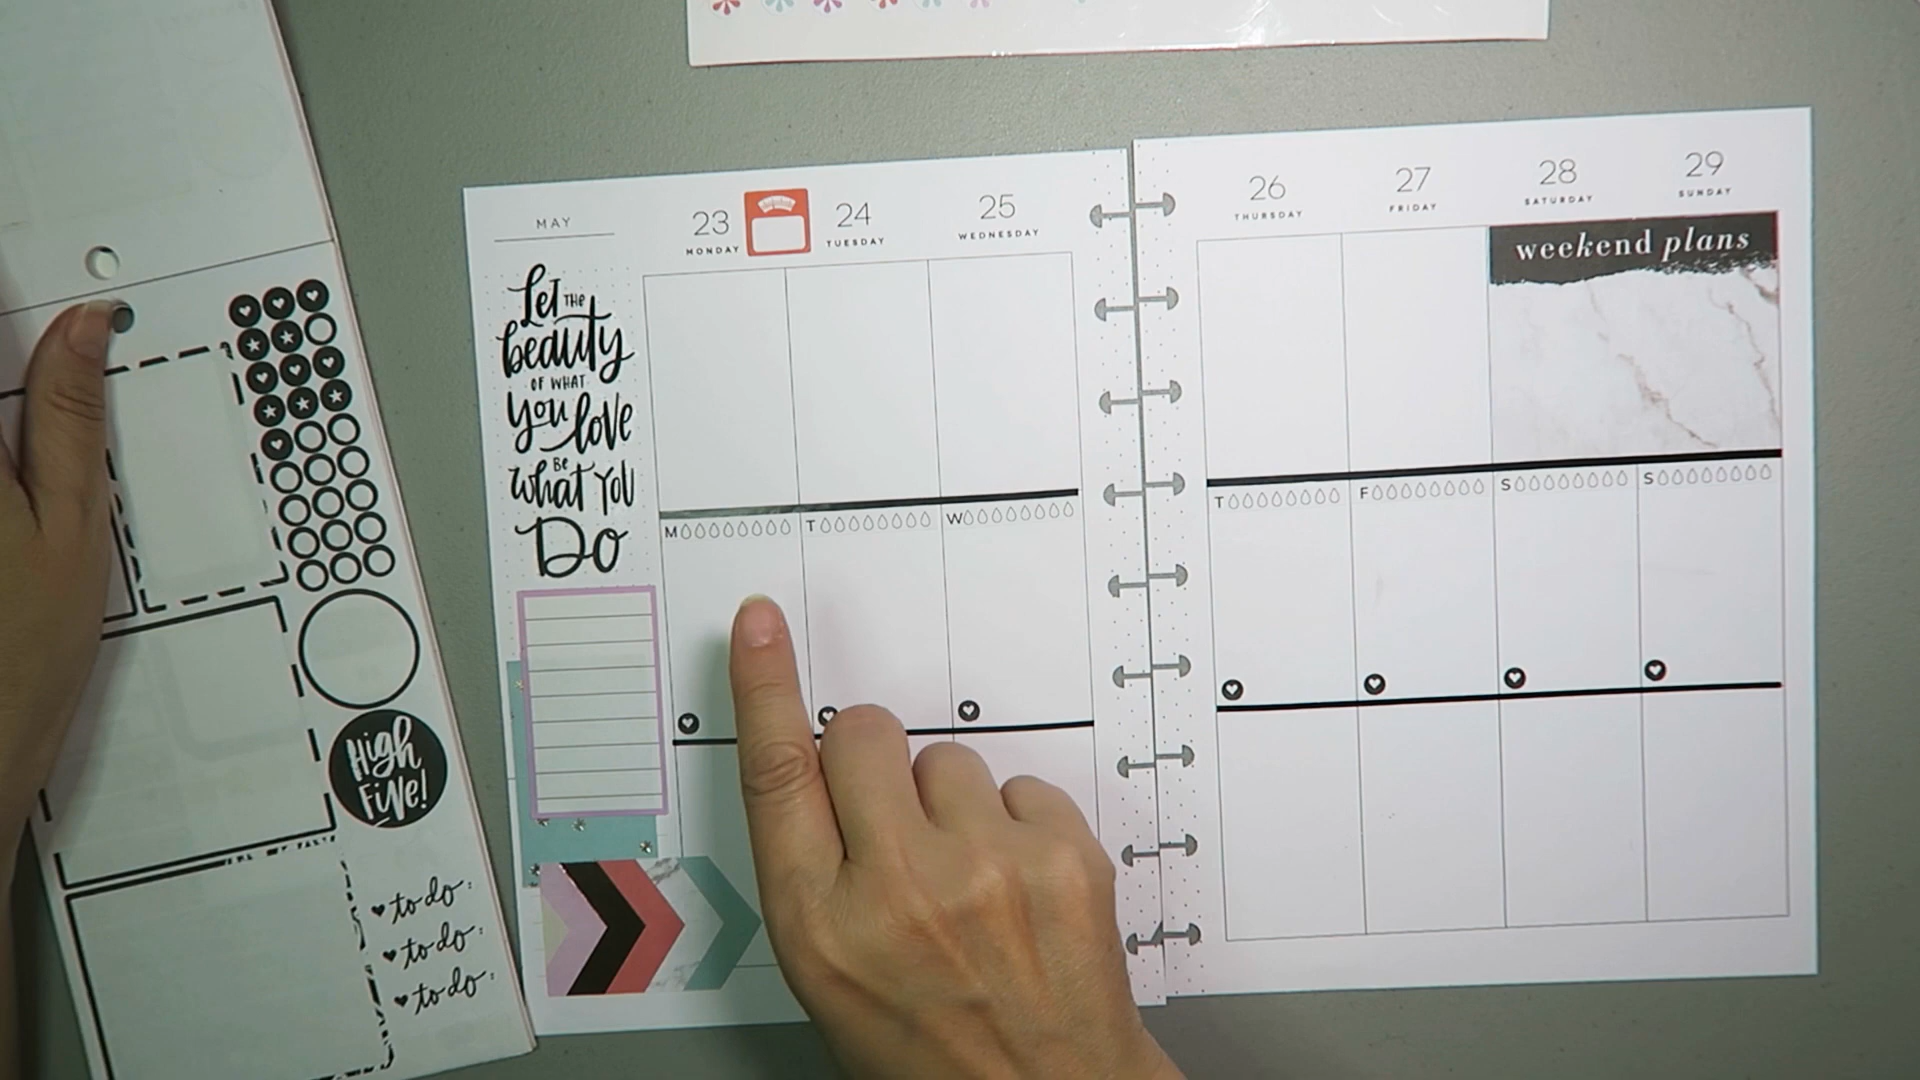 MAY
23
MONDAY
24
TUESDAY
25
WEDNESDAY
26
THURSDAY
27
FRIDAY
28
SATURDAY
29
SUNDAY
Let THE
beauty
OF WHAT
you love
BE
what you
Do
weekend plans
M
T
W
T
F
S
S
High
Five!
to do:
to do:
to do: